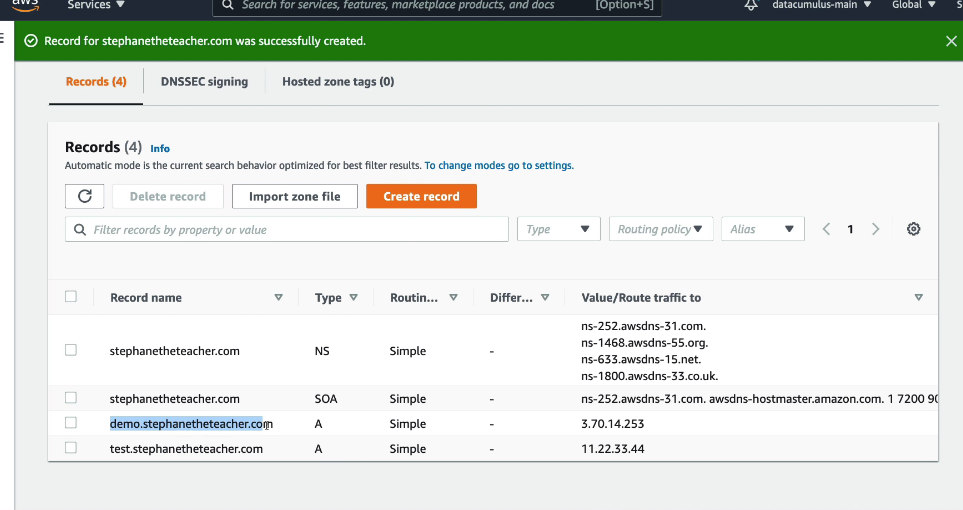 aws Services ▼ Search for services, features, marketplace products, and docs [Option+S] datacumulus-main ▼ Global ▼ S
Record for stephanetheteacher.com was successfully created.
Records (4) DNSSEC signing Hosted zone tags (0)
Records (4) Info
Automatic mode is the current search behavior optimized for best filter results. To change modes go to settings.
Delete record Import zone file Create record
Filter records by property or value Type ▼ Routing policy ▼ Alias ▼ < 1 >
Record name Type Routin... Differ... Value/Route traffic to
ns-252.awsdns-31.com.
ns-1468.awsdns-55.org.
stephanetheteacher.com NS Simple -
ns-633.awsdns-15.net.
ns-1800.awsdns-33.co.uk.
stephanetheteacher.com SOA Simple - ns-252.awsdns-31.com. awsdns-hostmaster.amazon.com. 1 7200 90
demo.stephanetheteacher.com A Simple - 3.70.14.253
test.stephanetheteacher.com A Simple - 11.22.33.44